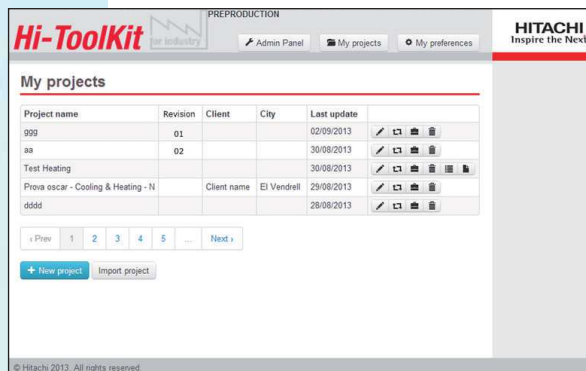 PREPRODUCTION
Hi-ToolKit for industry
Admin Panel My projects My preferences
HITACHI
Inspire the Next
My projects
Project name Revision Client City Last update
ggg 01 02/09/2013
aa 02 30/08/2013
Test Heating 30/08/2013
Prova oscar - Cooling & Heating - N Client name El Vendrell 29/08/2013
dddd 28/08/2013
‹ Prev 1 2 3 4 5 ... Next ›
+ New project Import project
© Hitachi 2013. All rights reserved.